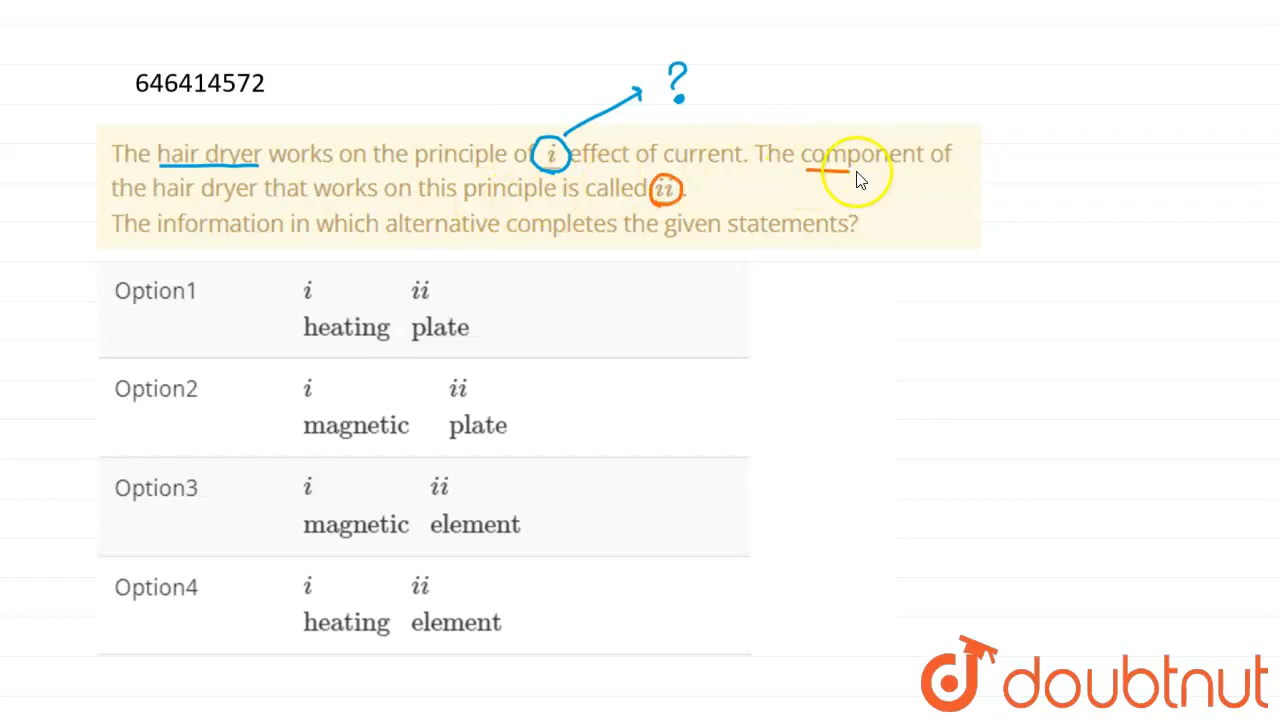 646414572
?
The hair dryer works on the principle of i effect of current. The component of
the hair dryer that works on this principle is called ii.
The information in which alternative completes the given statements?
Option1 i ii
heating plate
Option2 i ii
magnetic plate
Option3 i ii
magnetic element
Option4 i ii
heating element
doubtnut